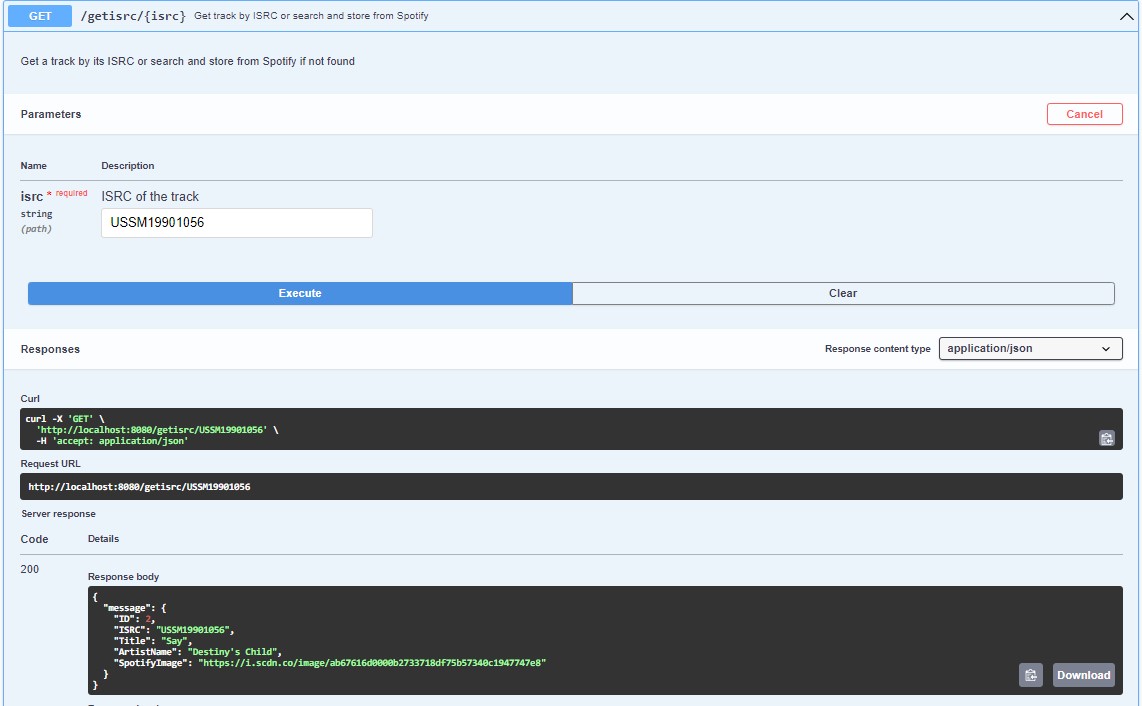 GET /getisrc/{isrc} Get track by ISRC or search and store from Spotify
Get a track by its ISRC or search and store from Spotify if not found
Parameters Cancel
Name Description
isrc * required ISRC of the track
string USSM19901056
(path)
Execute Clear
Responses Response content type application/json
Curl
curl -X 'GET' \
'http://localhost:8080/getisrc/USSM19901056' \
-H 'accept: application/json'
Request URL
http://localhost:8080/getisrc/USSM19901056
Server response
Code Details
200
Response body
{
"message": {
"ID": 2,
"ISRC": "USSM19901056",
"Title": "Say",
"ArtistName": "Destiny's Child",
"SpotifyImage": "https://i.scdn.co/image/ab67616d0000b2733718df75b57340c1947747e8"
}
}
Download